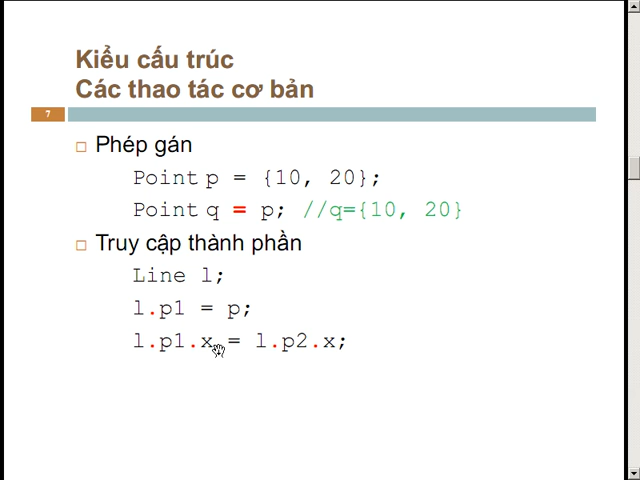 Kiểu cấu trúc
Các thao tác cơ bản
7
Phép gán
Point p = {10, 20};
Point q = p; //q={10, 20}
Truy cập thành phần
Line l;
l.p1 = p;
l.p1.x = l.p2.x;